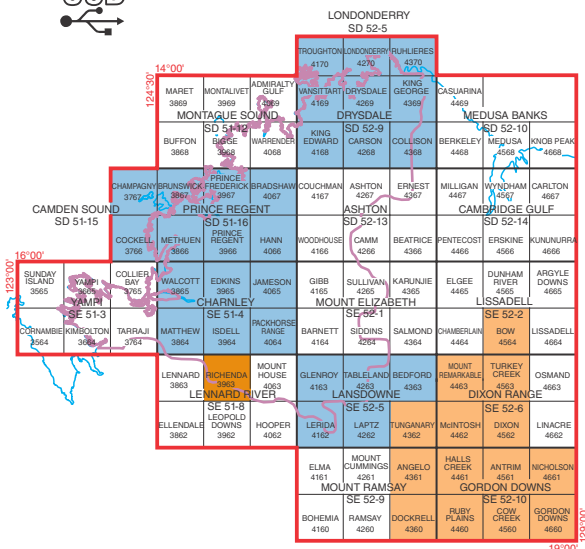 LONDONDERRY
SD 52-5
TROUGHTON LONDONDERRY RUHLIERES
4170 4270 4370
14°00'
124°30'
MARET MONTALIVET ADMIRALTY GULF VANSITTART DRYSDALE KING GEORGE CASUARINA
3869 3969 4069 4169 4269 4369 4469
MONTAGUE SOUND DRYSDALE MEDUSA BANKS
SD 51-12 SD 52-9 SD 52-10
BUFFON BIGGE WARRENDER KING EDWARD CARSON COLLISON BERKELEY MEDUSA KNOB PEAK
3868 3968 4068 4168 4268 4368 4468 4568 4668
CHAMPAGNY BRUNSWICK PRINCE FREDERICK BRADSHAW COUCHMAN ASHTON ERNEST MILLIGAN WYNDHAM CARLTON
3767 3867 3967 4067 4167 4267 4367 4467 4567 4667
CAMDEN SOUND PRINCE REGENT ASHTON CAMBRIDGE GULF
SD 51-15 SD 51-16 SD 52-13 SD 52-14
COCKELL METHUEN PRINCE REGENT HANN WOODHOUSE CAMM BEATRICE PENTECOST ERSKINE KUNUNURRA
3766 3866 3966 4066 4166 4266 4366 4466 4566 4666
16°00'
123°00'
SUNDAY ISLAND YAMPI COLLIER BAY WALCOTT EDKINS JAMESON GIBB SULLIVAN KARUNJIE ELGEE DUNHAM RIVER ARGYLE DOWNS
3565 3665 3765 3865 3965 4065 4165 4265 4365 4465 4565 4665
YAMPI CHARNLEY MOUNT ELIZABETH LISSADELL
SE 51-3 SE 51-4 SE 52-1 SE 52-2
CORNAMBIE KIMBOLTON TARRAJI MATTHEW ISDELL PACKHORSE RANGE BARNETT SIDDINS SALMOND CHAMBERLAIN BOW LISSADELL
3564 3664 3764 3864 3964 4064 4164 4264 4364 4464 4564 4664
LENNARD RICHENDA MOUNT HOUSE GLENROY TABLELAND BEDFORD MOUNT REMARKABLE TURKEY CREEK OSMAND
3863 3963 4063 4163 4263 4363 4463 4563 4663
LENNARD RIVER LANSDOWNE DIXON RANGE
SE 51-8 SE 52-5 SE 52-6
ELLENDALE LEOPOLD DOWNS HOOPER LERIDA LAPTZ TUNGANARY McINTOSH DIXON LINACRE
3862 3962 4062 4162 4262 4362 4462 4562 4662
ELMA MOUNT CUMMINGS ANGELO HALLS CREEK ANTRIM NICHOLSON
4161 4261 4361 4461 4561 4661
MOUNT RAMSAY GORDON DOWNS
SE 52-9 SE 52-10
BOHEMIA RAMSAY DOCKRELL RUBY PLAINS COW CREEK GORDON DOWNS
4160 4260 4360 4460 4560 4660
129°00'
19°00'